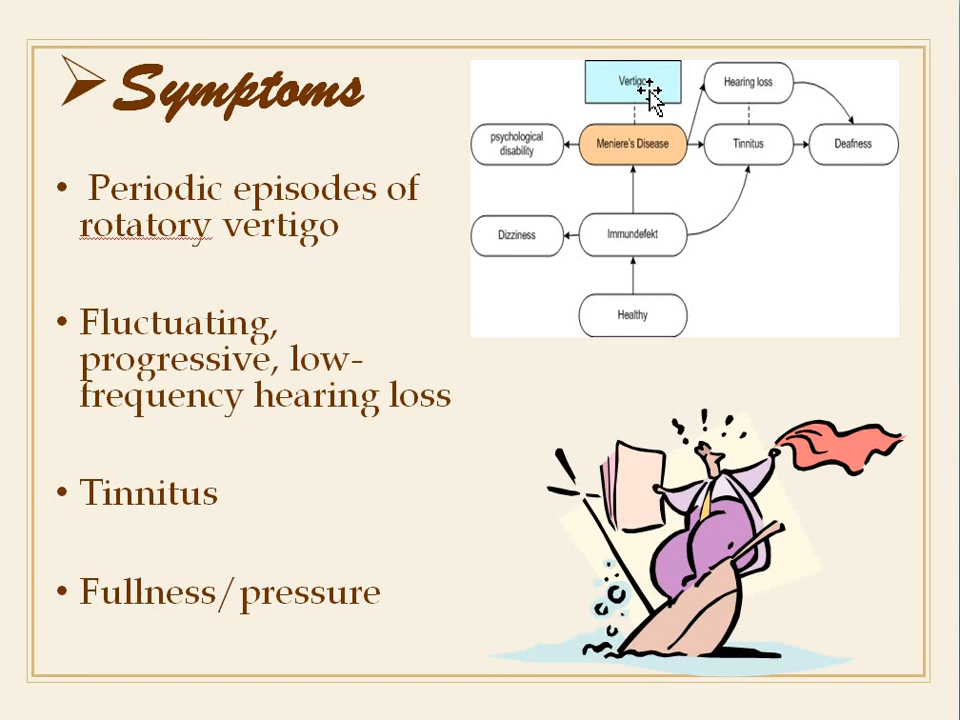 Symptoms
• Periodic episodes of
rotatory vertigo
• Fluctuating,
progressive, low-
frequency hearing loss
• Tinnitus
• Fullness/pressure
Vertigo
Hearing loss
psychological
disability
Meniere's Disease
Tinnitus
Deafness
Dizziness
Immundefekt
Healthy